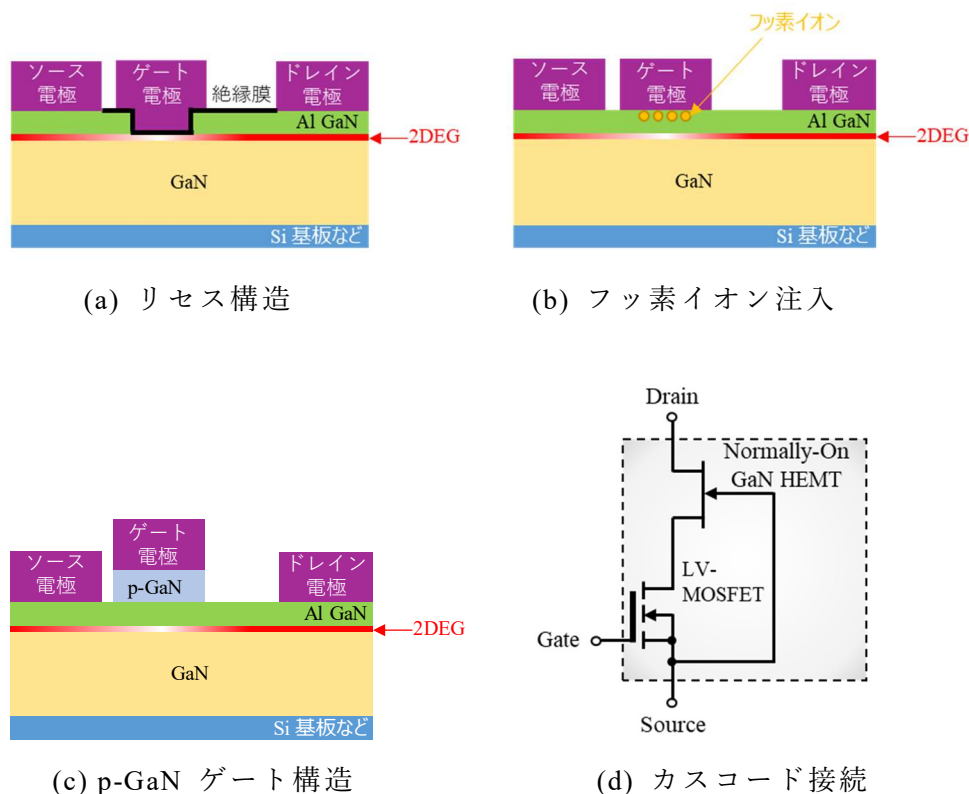 ソース
電極
ゲート
電極
絶縁膜
ドレイン
電極
Al GaN
2DEG
GaN
Si 基板など
(a) リセス構造
フッ素イオン
ソース
電極
ゲート
電極
ドレイン
電極
Al GaN
2DEG
GaN
Si 基板など
(b) フッ素イオン注入
ゲート
電極
ソース
電極
p-GaN
ドレイン
電極
Al GaN
2DEG
GaN
Si 基板など
(c) p-GaN ゲート構造
Drain
Normally-On
GaN HEMT
LV-
MOSFET
Gate
Source
(d) カスコード接続